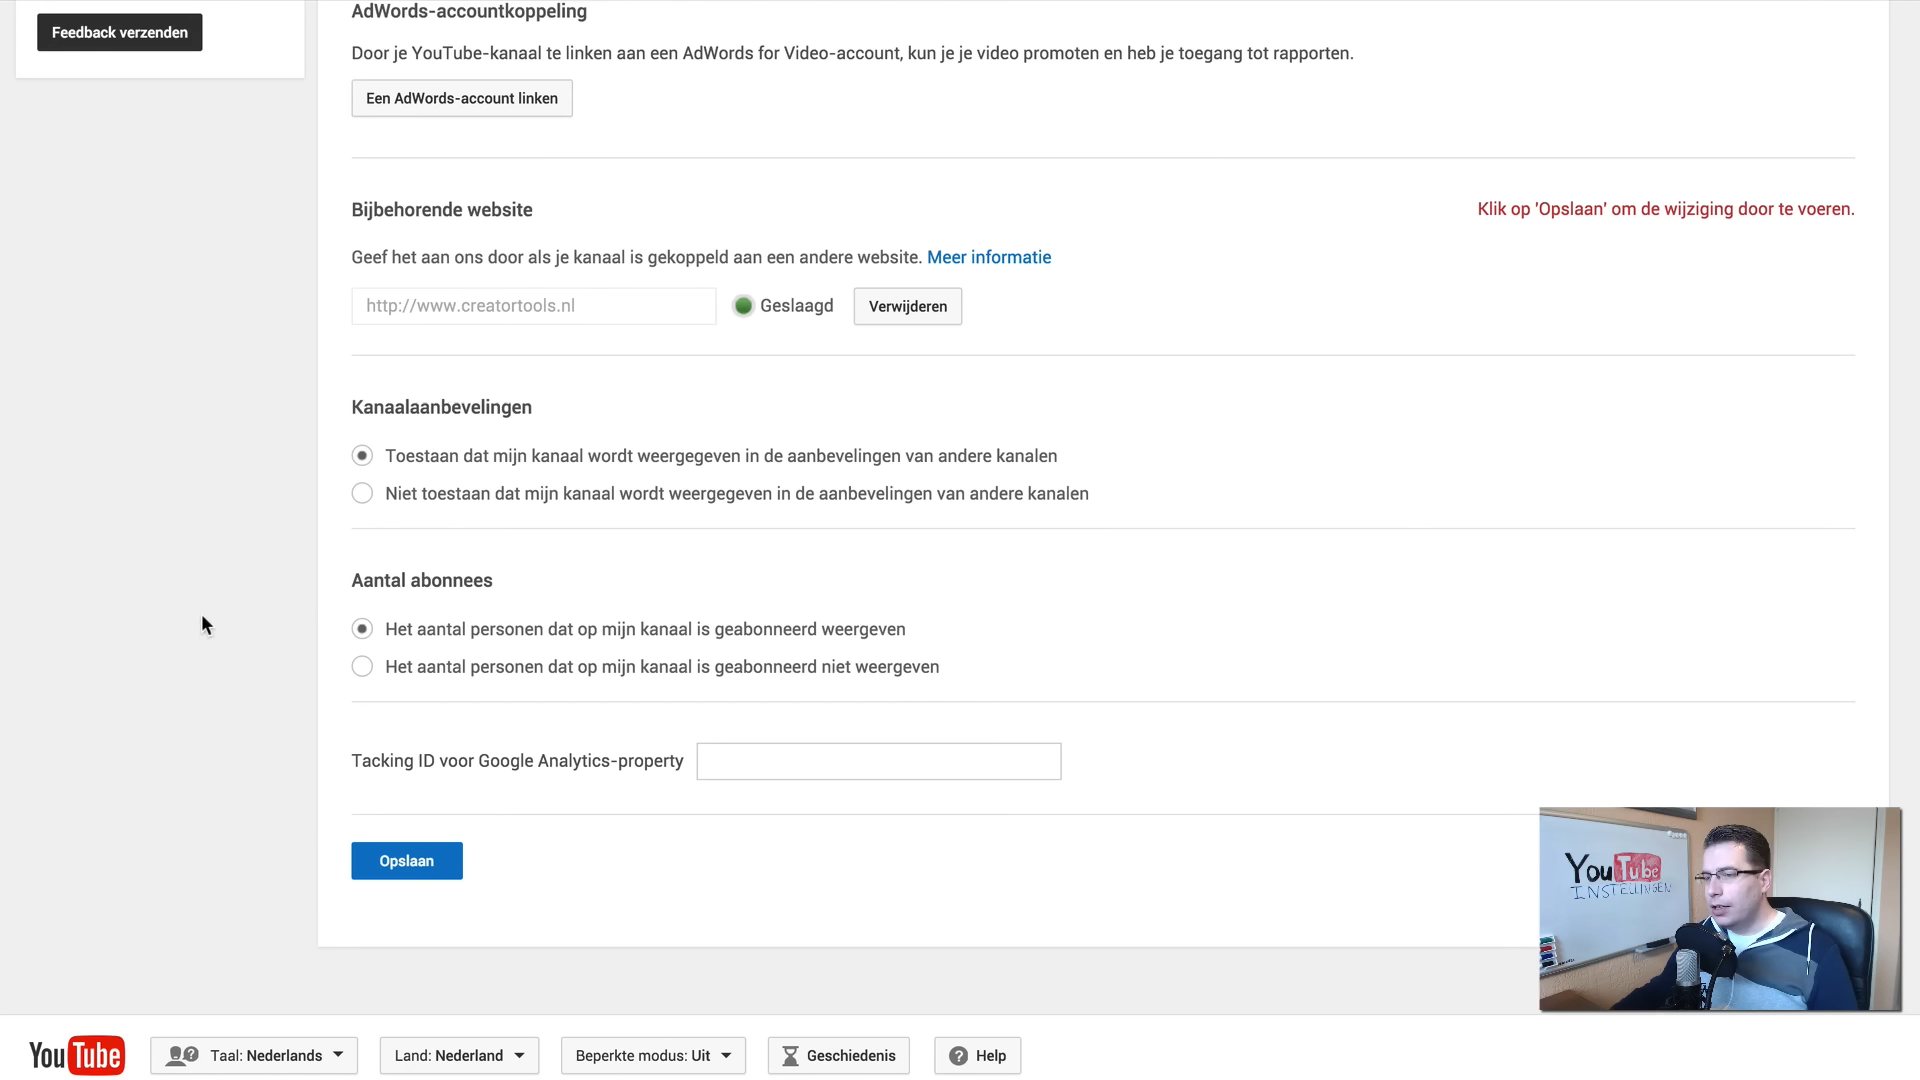 Feedback verzenden
AdWords-accountkoppeling
Door je YouTube-kanaal te linken aan een AdWords for Video-account, kun je je video promoten en heb je toegang tot rapporten.
Een AdWords-account linken
Bijbehorende website
Klik op 'Opslaan' om de wijziging door te voeren.
Geef het aan ons door als je kanaal is gekoppeld aan een andere website. Meer informatie
http://www.creatortools.nl
Geslaagd
Verwijderen
Kanaalaanbevelingen
Toestaan dat mijn kanaal wordt weergegeven in de aanbevelingen van andere kanalen
Niet toestaan dat mijn kanaal wordt weergegeven in de aanbevelingen van andere kanalen
Aantal abonnees
Het aantal personen dat op mijn kanaal is geabonneerd weergeven
Het aantal personen dat op mijn kanaal is geabonneerd niet weergeven
Tacking ID voor Google Analytics-property
Opslaan
YouTube
INSTELLINGEN
YouTube
Taal: Nederlands
Land: Nederland
Beperkte modus: Uit
Geschiedenis
? Help